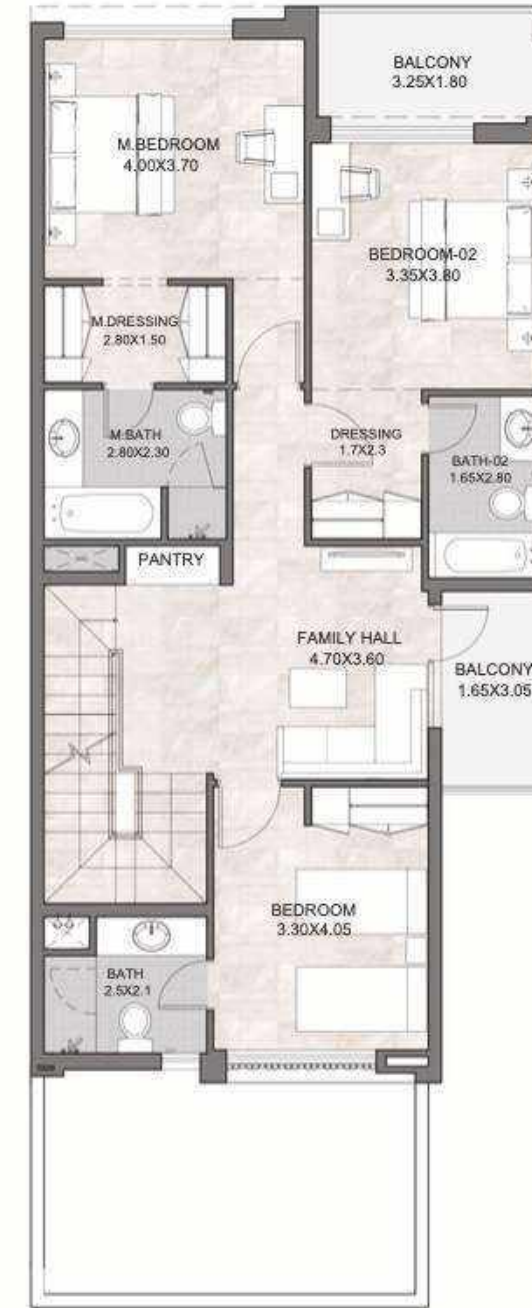 BALCONY
3.25X1.80
M.BEDROOM
4.00X3.70
BEDROOM-02
3.35X3.80
M.DRESSING
2.80X1.50
M.BATH
2.80X2.30
DRESSING
1.7X2.3
BATH-02
1.65X2.80
PANTRY
FAMILY HALL
4.70X3.60
BALCONY
1.65X3.05
BEDROOM
3.30X4.05
BATH
2.5X2.1